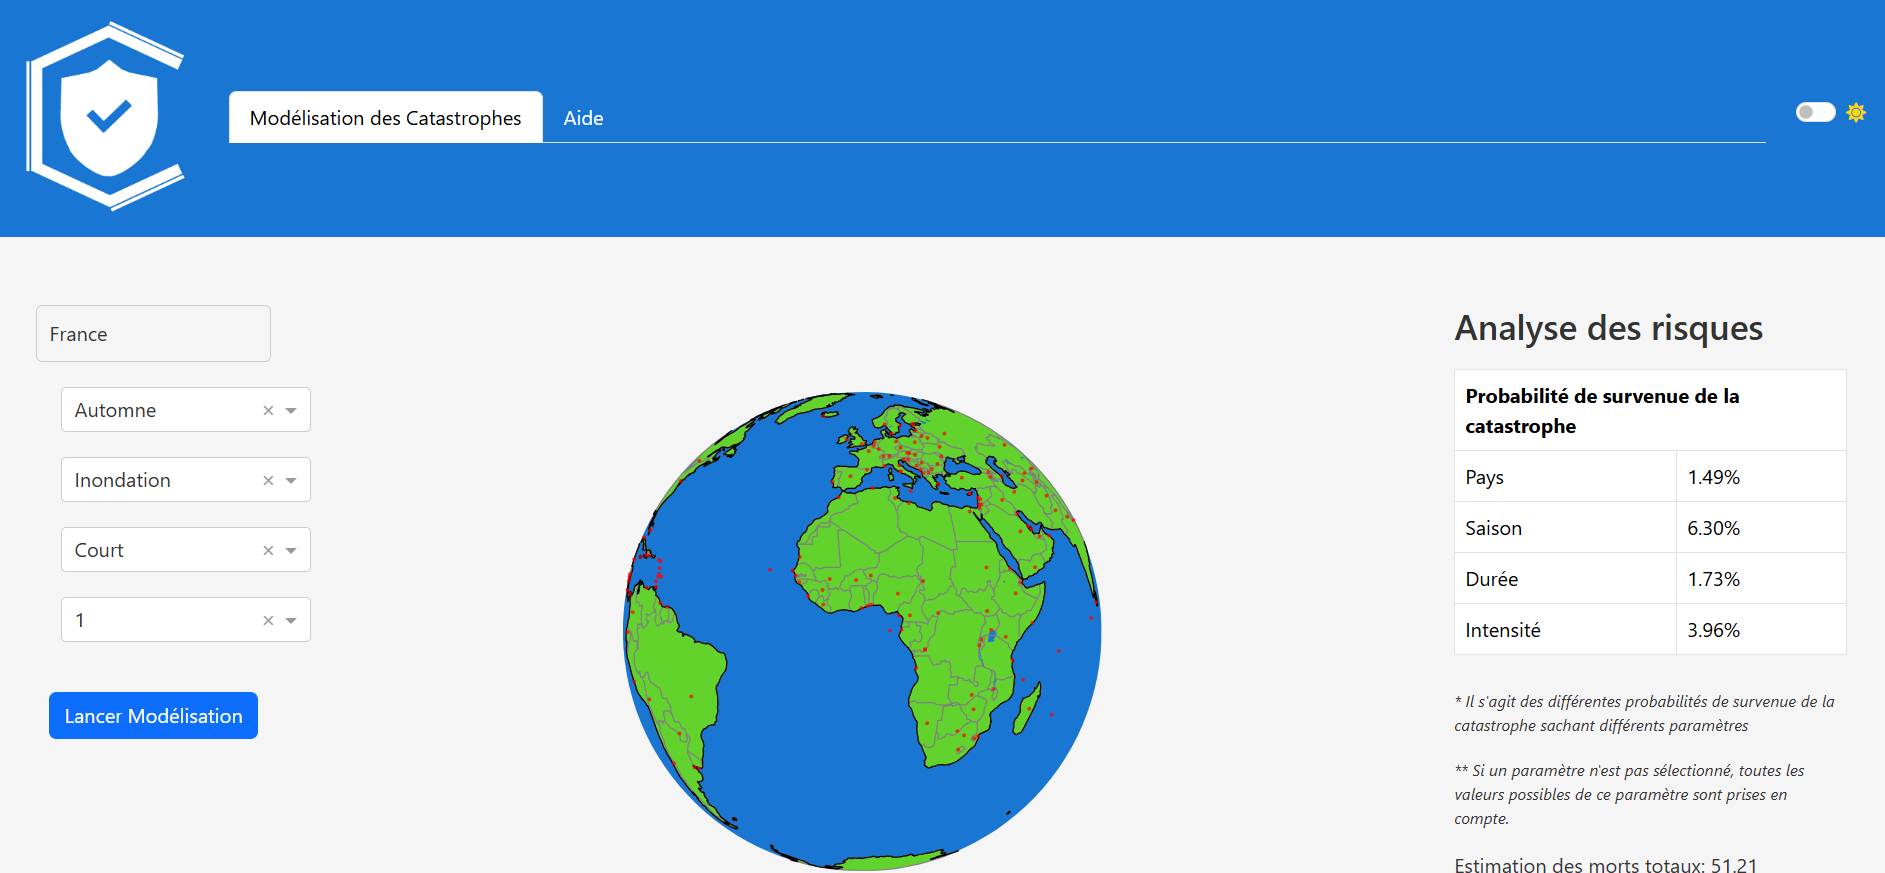 Modélisation des Catastrophes
Aide
France
Automne
Inondation
Court
1
Lancer Modélisation
Analyse des risques
Probabilité de survenue de la
catastrophe
Pays 1.49%
Saison 6.30%
Durée 1.73%
Intensité 3.96%
* Il s'agit des différentes probabilités de survenue de la
catastrophe sachant différents paramètres
** Si un paramètre n'est pas sélectionné, toutes les
valeurs possibles de ce paramètre sont prises en
compte.
Estimation des morts totaux: 51.21